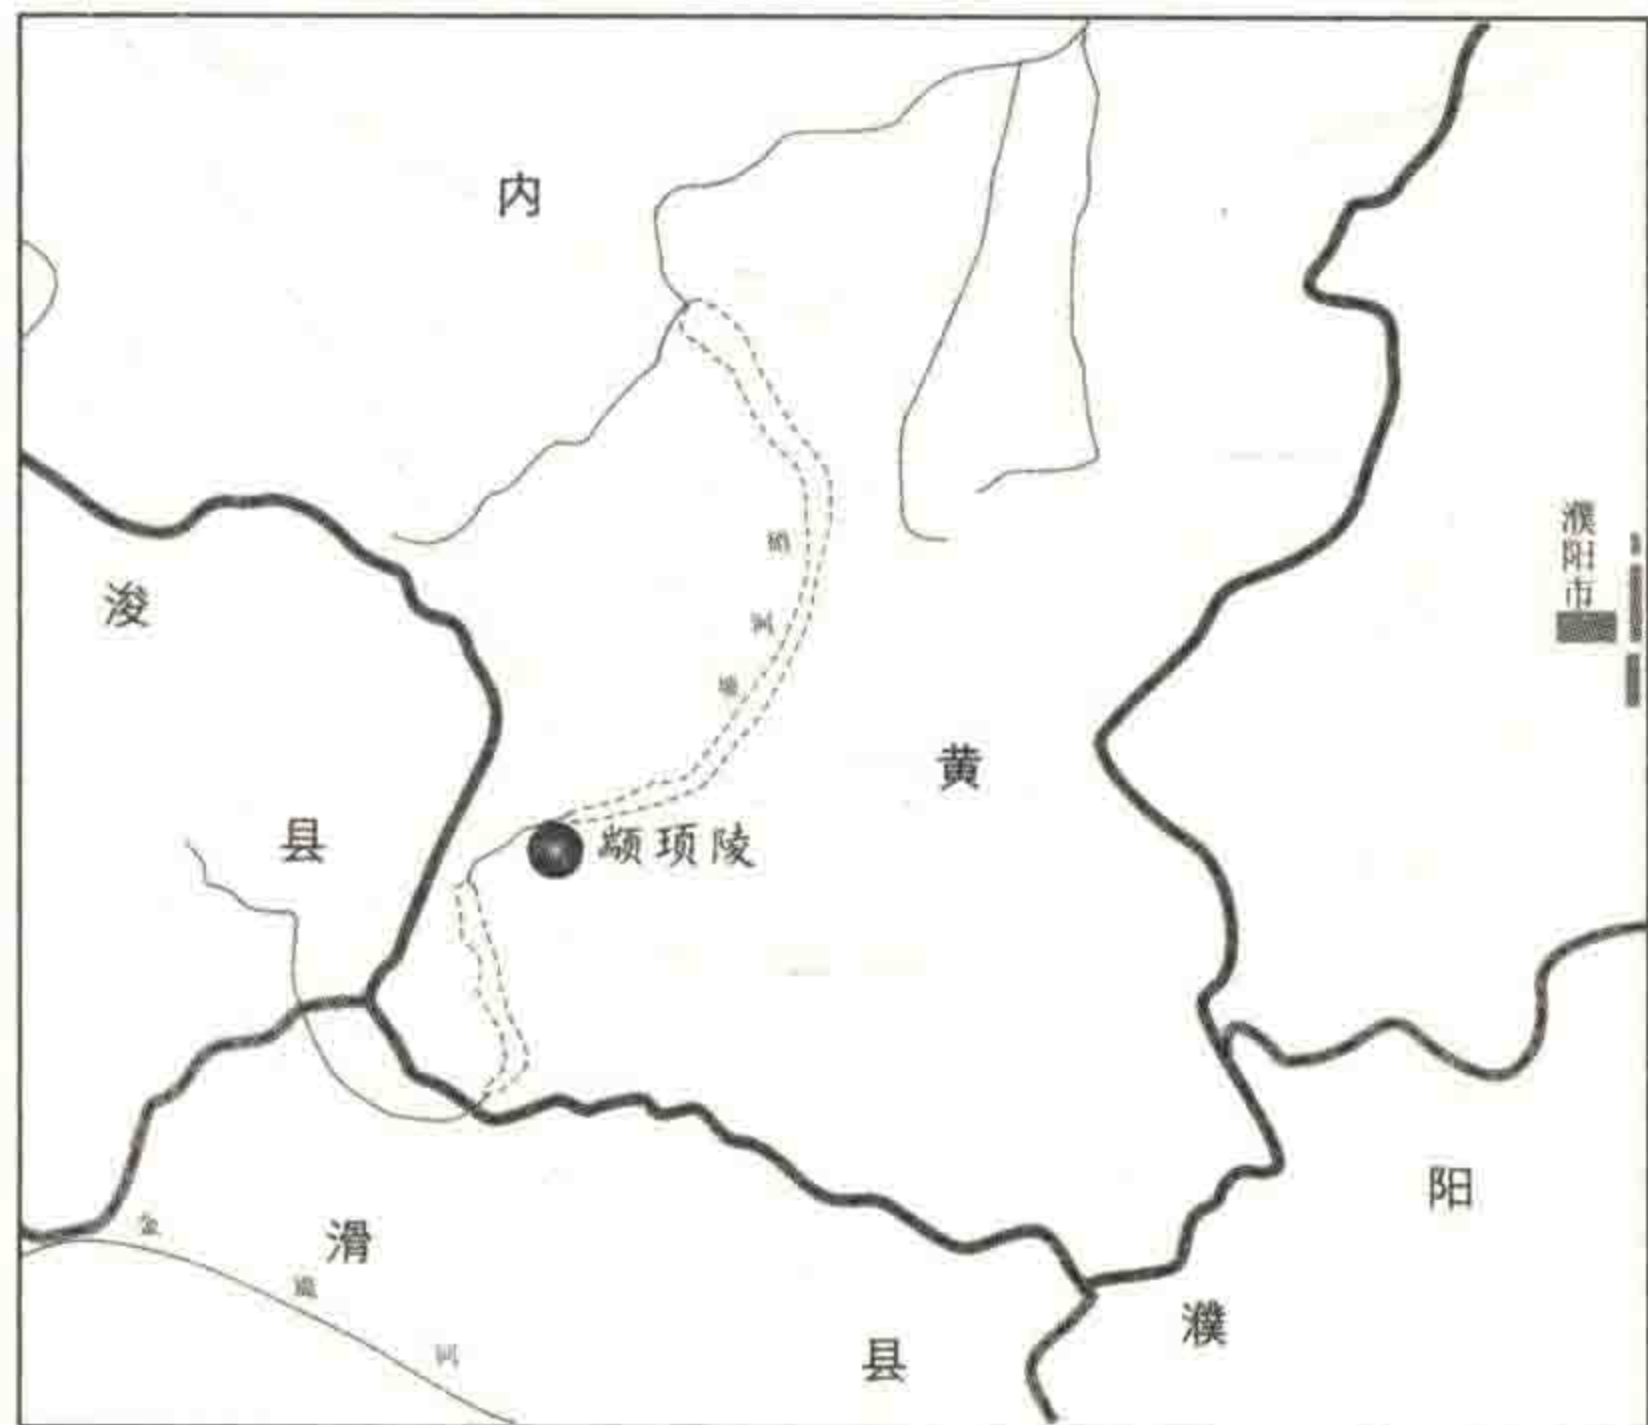 内
黄
浚
县
濮阳市
颛顼陵
滑
县
濮
阳
金
堤
河